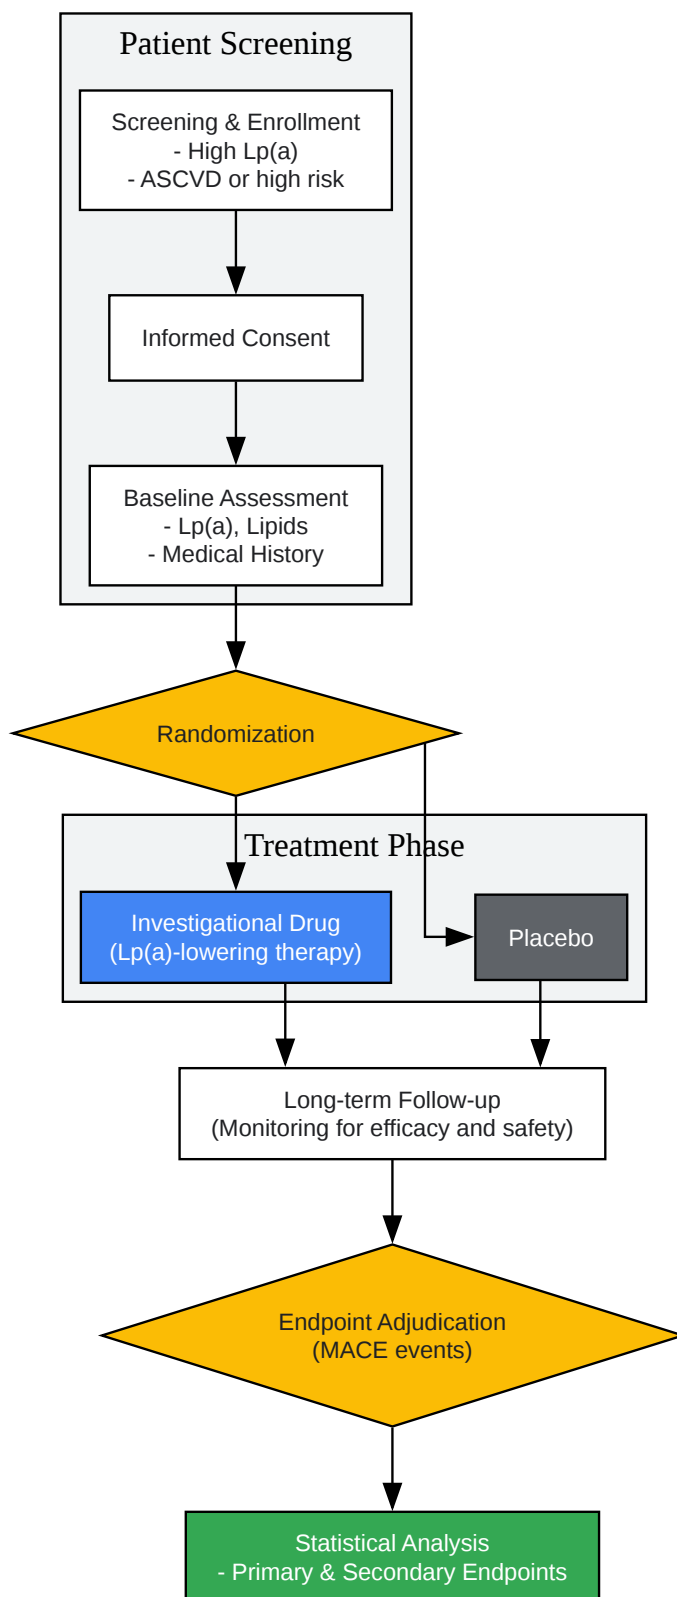 Patient Screening
Screening & Enrollment
- High Lp(a)
- ASCVD or high risk
Informed Consent
Baseline Assessment
- Lp(a), Lipids
- Medical History
Randomization
Treatment Phase
Investigational Drug
(Lp(a)-lowering therapy)
Placebo
Long-term Follow-up
(Monitoring for efficacy and safety)
Endpoint Adjudication
(MACE events)
Statistical Analysis
- Primary & Secondary Endpoints